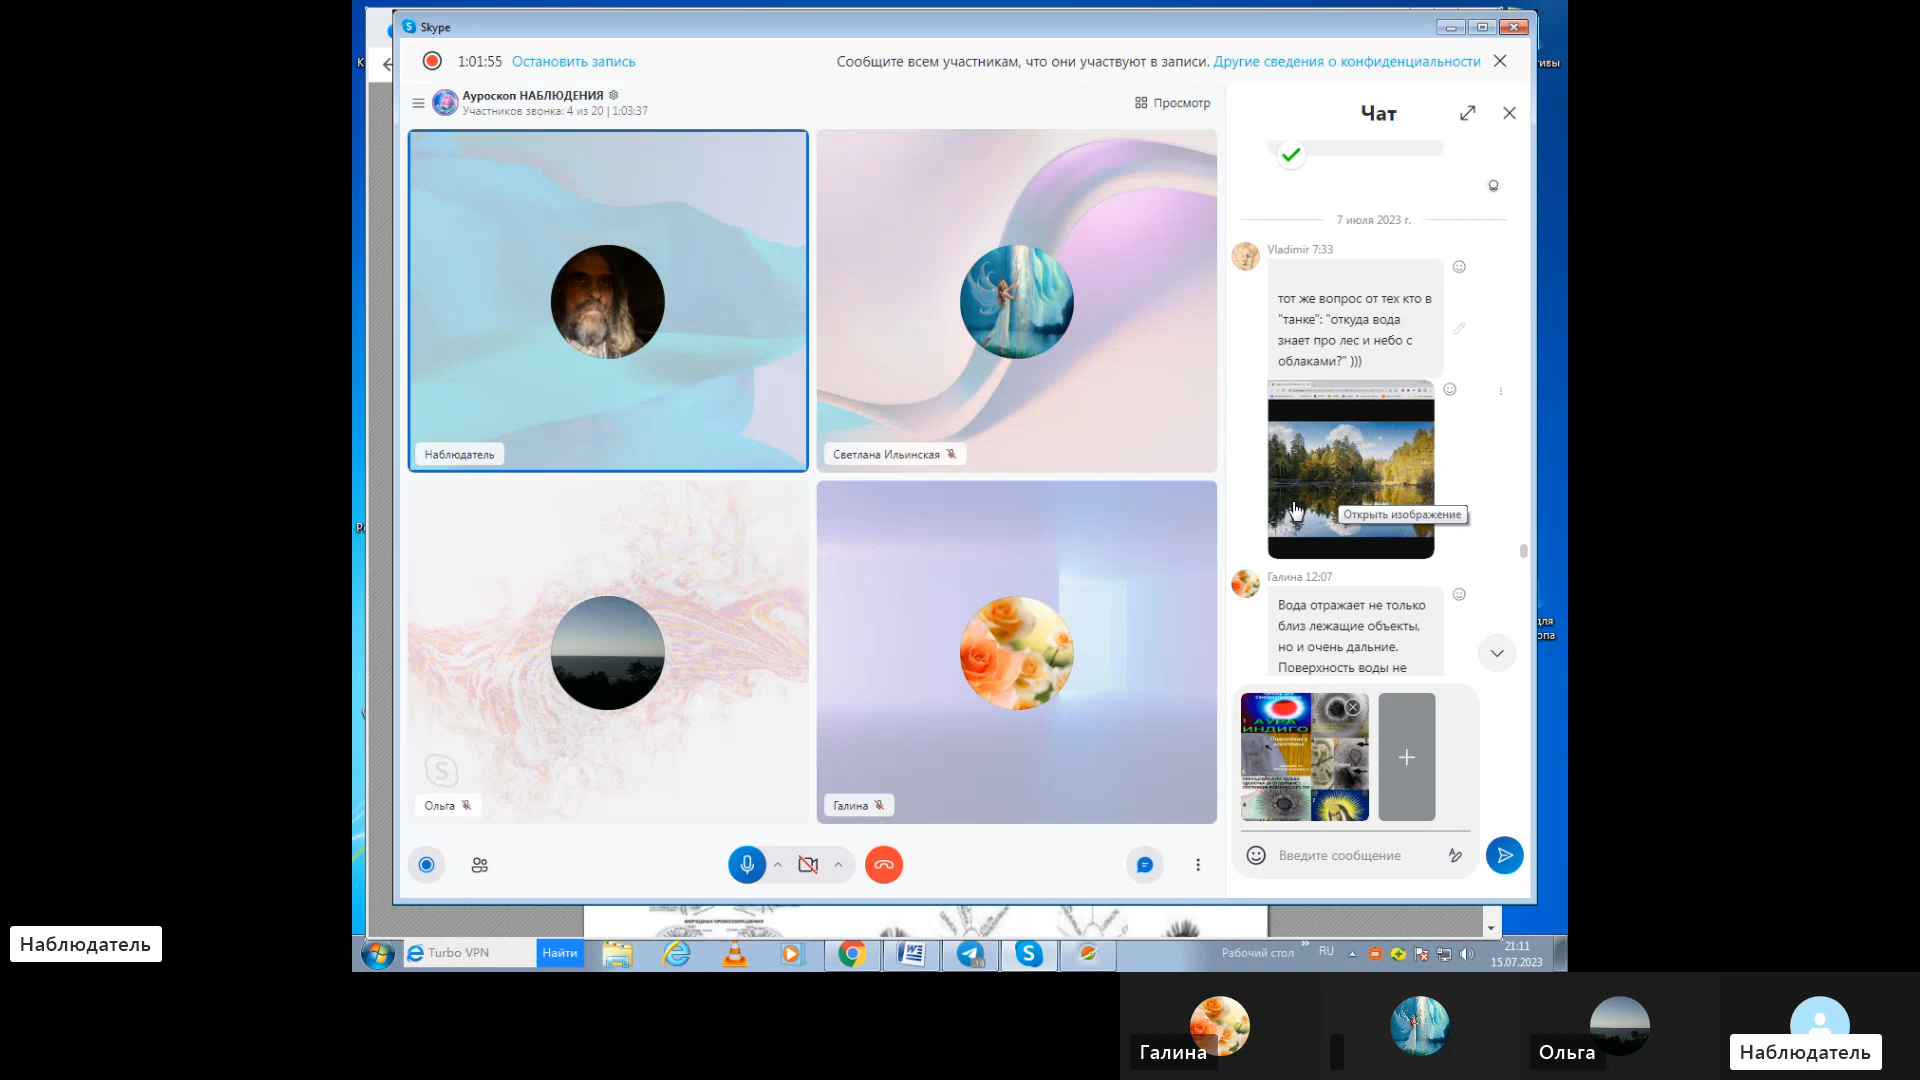 Skype
1:01:55 Остановить запись
Сообщите всем участникам, что они участвуют в записи. Другие сведения о конфиденциальности
Ауроскоп НАБЛЮДЕНИЯ
Участников звонка: 4 из 20 | 1:03:37
Просмотр
Чат
7 июля 2023 г.
Vladimir 7:33
тот же вопрос от тех кто в
"танке": "откуда вода
знает про лес и небо с
облаками?" )))
Открыть изображение
Галина 12:07
Вода отражает не только
близ лежащие объекты,
но и очень дальние.
Поверхность воды не
Наблюдатель
Светлана Ильинская
Ольга
Галина
АУРА
ИНДИГО
Введите сообщение
Turbo VPN
Найти
Рабочий стол
RU
21:11
15.07.2023
Наблюдатель
Галина
Ольга
Наблюдатель